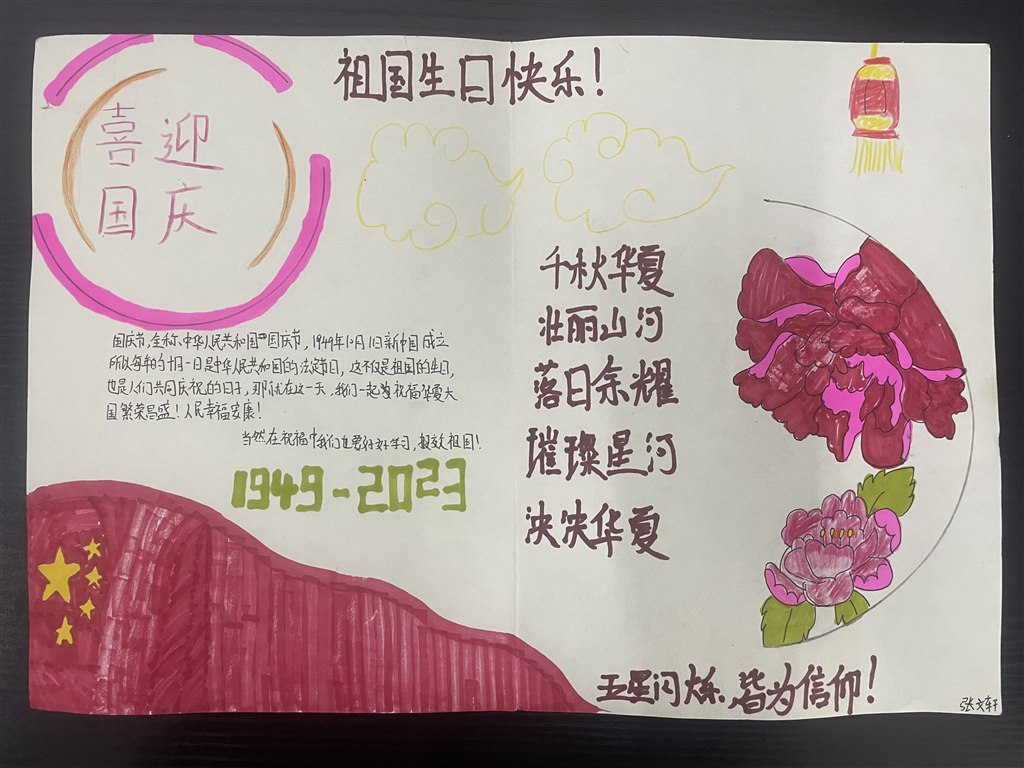 祖国生日快乐！
喜迎
国庆
国庆节,全称、中华人民共和国国庆节,1949年10月1日新中国成立
所以每年的十月一日是中华人民共和国的法定节日,这不仅是祖国的生日,
也是人们共同庆祝的日子,那就在这一天,我们一起祝福华夏大
国繁荣昌盛！人民幸福安康！
当然在祝福中我们也要好好学习,报效祖国！
1949-2023
千秋华夏
壮丽山河
落日余耀
璀璨星河
泱泱华夏
五星闪烁,皆为信仰！
张文轩